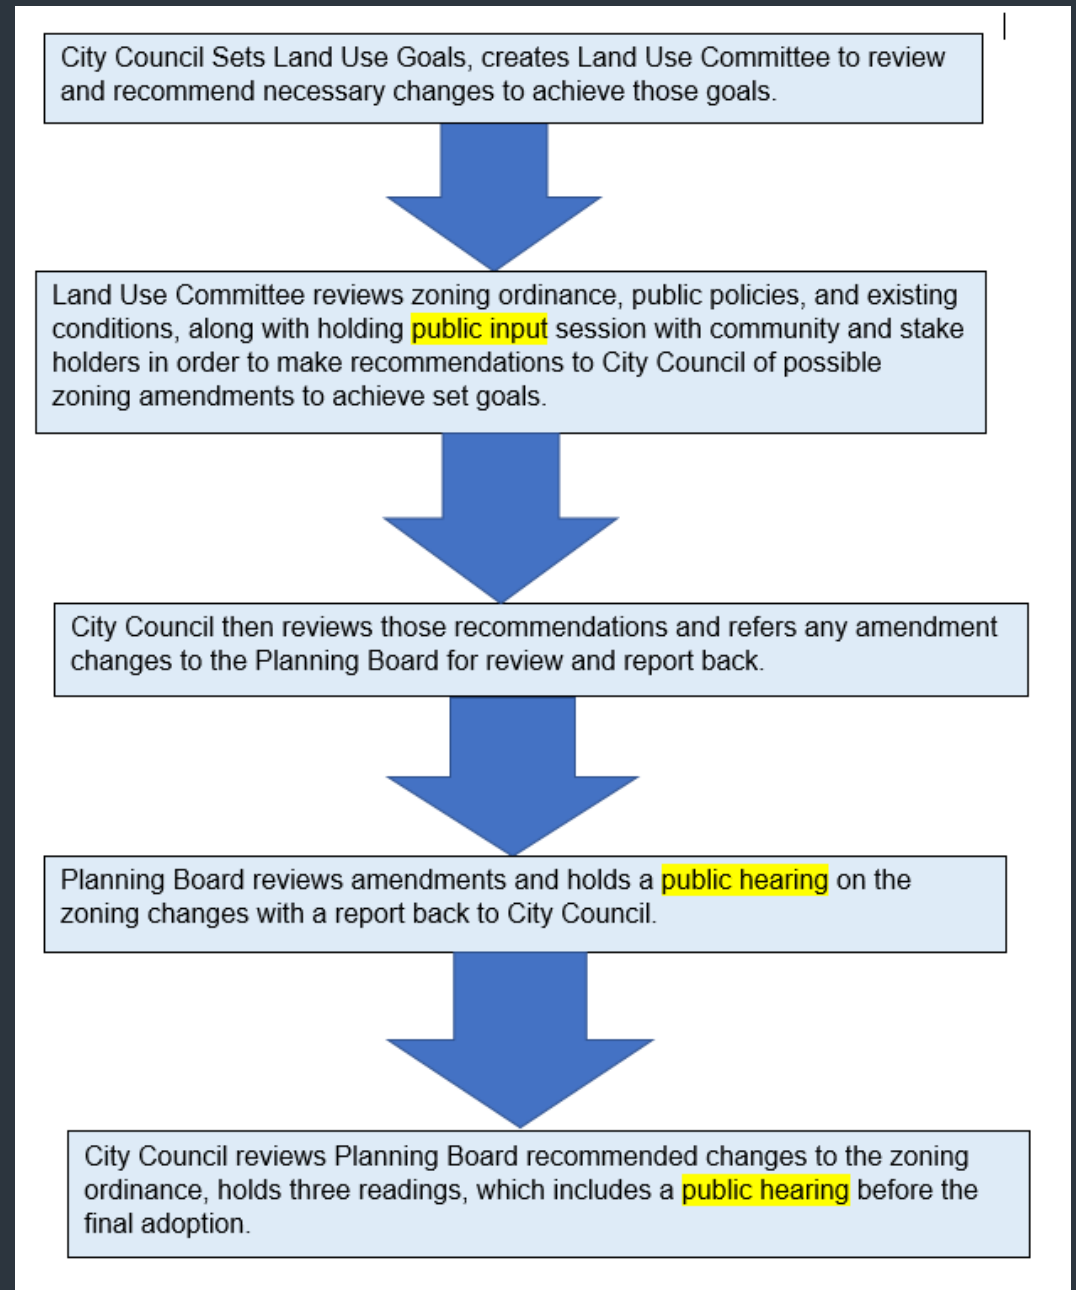 City Council Sets Land Use Goals, creates Land Use Committee to review
and recommend necessary changes to achieve those goals.
Land Use Committee reviews zoning ordinance, public policies, and existing
conditions, along with holding public input session with community and stake
holders in order to make recommendations to City Council of possible
zoning amendments to achieve set goals.
City Council then reviews those recommendations and refers any amendment
changes to the Planning Board for review and report back.
Planning Board reviews amendments and holds a public hearing on the
zoning changes with a report back to City Council.
City Council reviews Planning Board recommended changes to the zoning
ordinance, holds three readings, which includes a public hearing before the
final adoption.